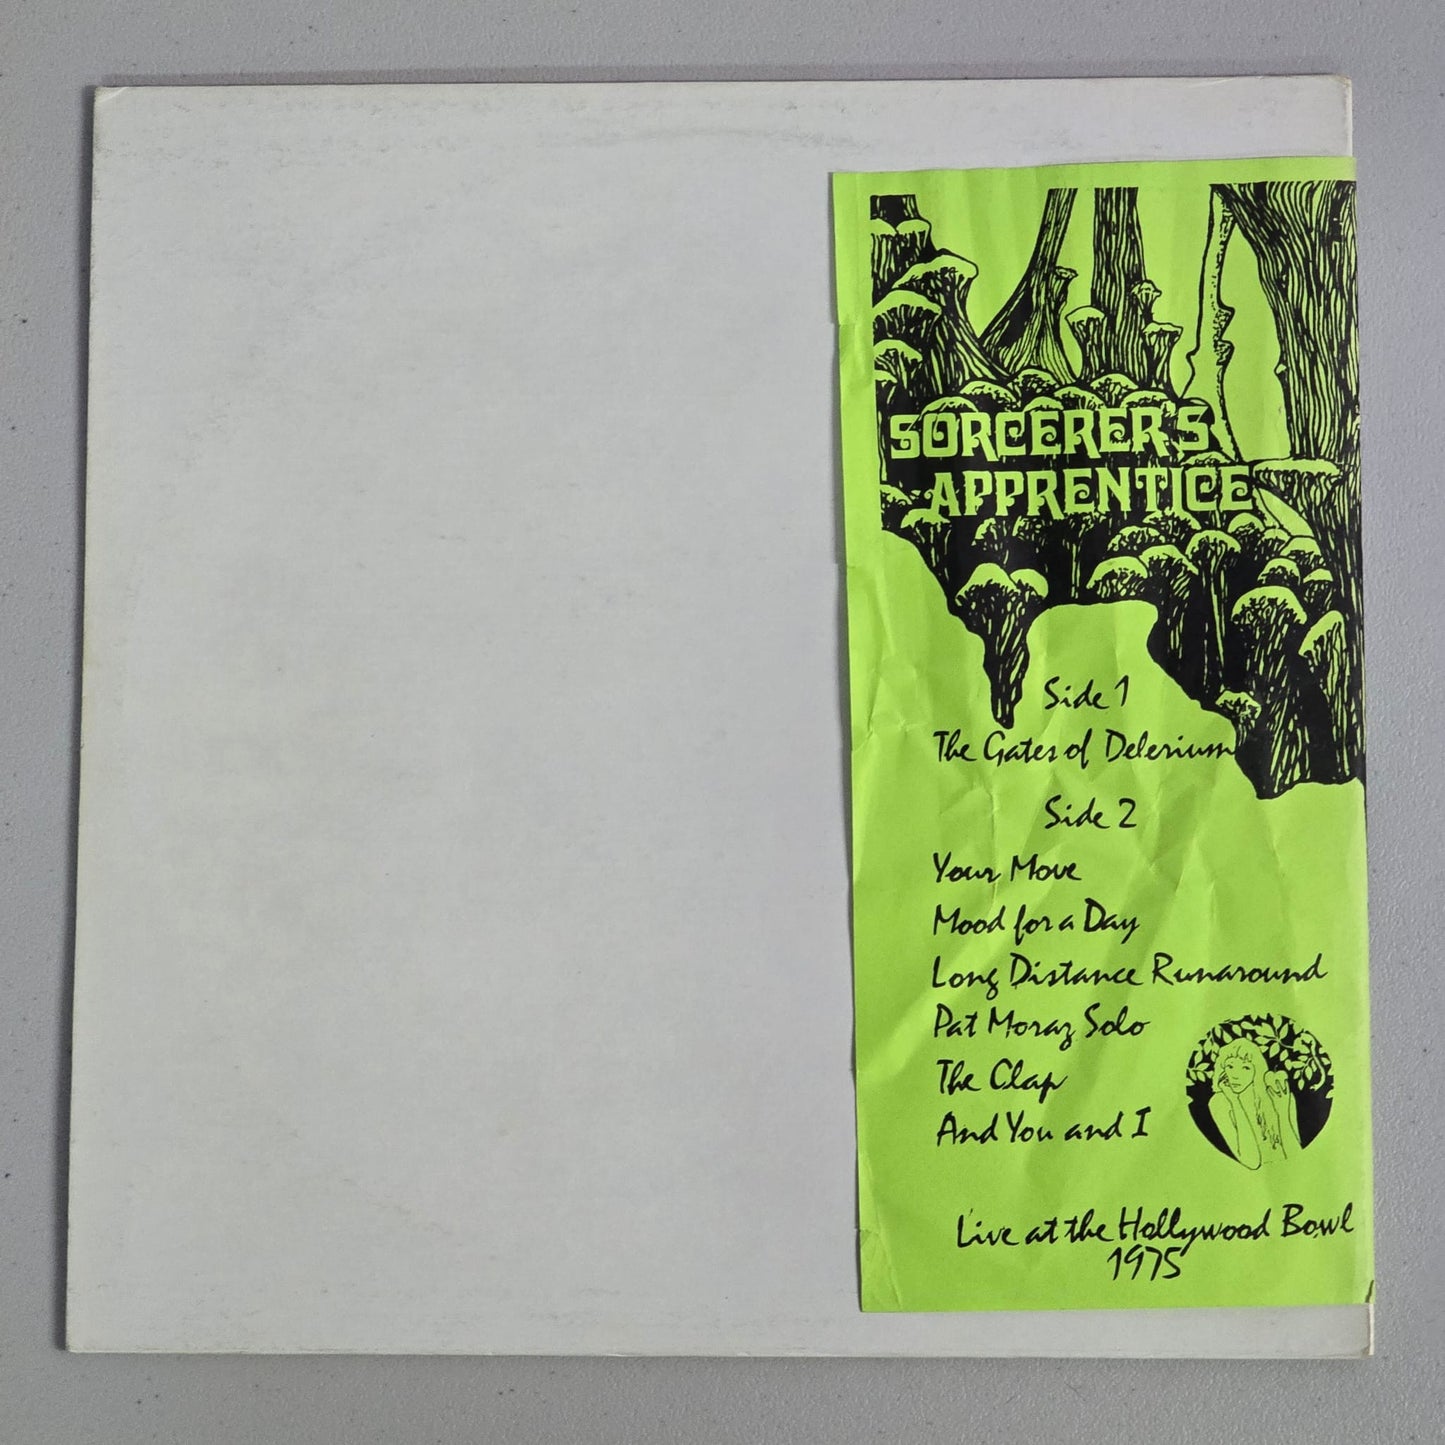 SORCERER'S
APPRENTICE
Side 1
The Gates of Delerium
Side 2
Your Move
Mood for a Day
Long Distance Runaround
Pat Moraz Solo
The Clap
And You and I
Live at the Hollywood Bowl
1975